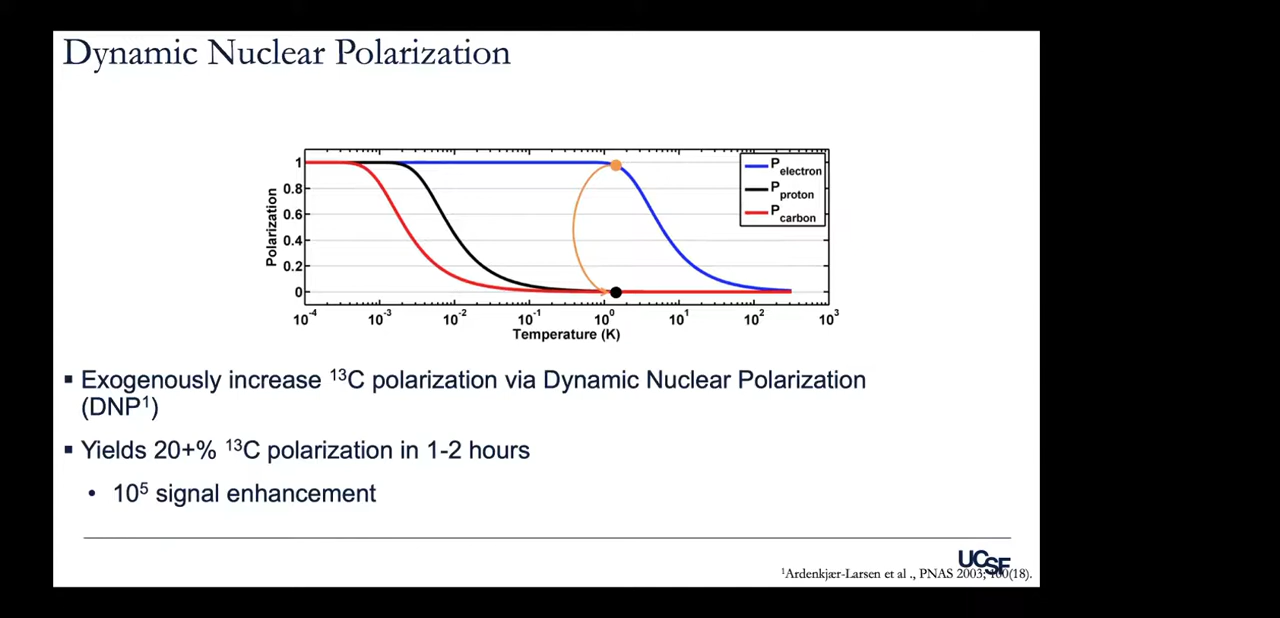 Dynamic Nuclear Polarization
Polarization
1
0.8
0.6
0.4
0.2
0
P electron
P proton
P carbon
10⁻⁴ 10⁻³ 10⁻² 10⁻¹ 10⁰ 10¹ 10² 10³
Temperature (K)
▪ Exogenously increase ¹³C polarization via Dynamic Nuclear Polarization
(DNP¹)
▪ Yields 20+% ¹³C polarization in 1-2 hours
• 10⁵ signal enhancement
UCSF
¹Ardenkjær-Larsen et al ., PNAS 2003; 100(18).